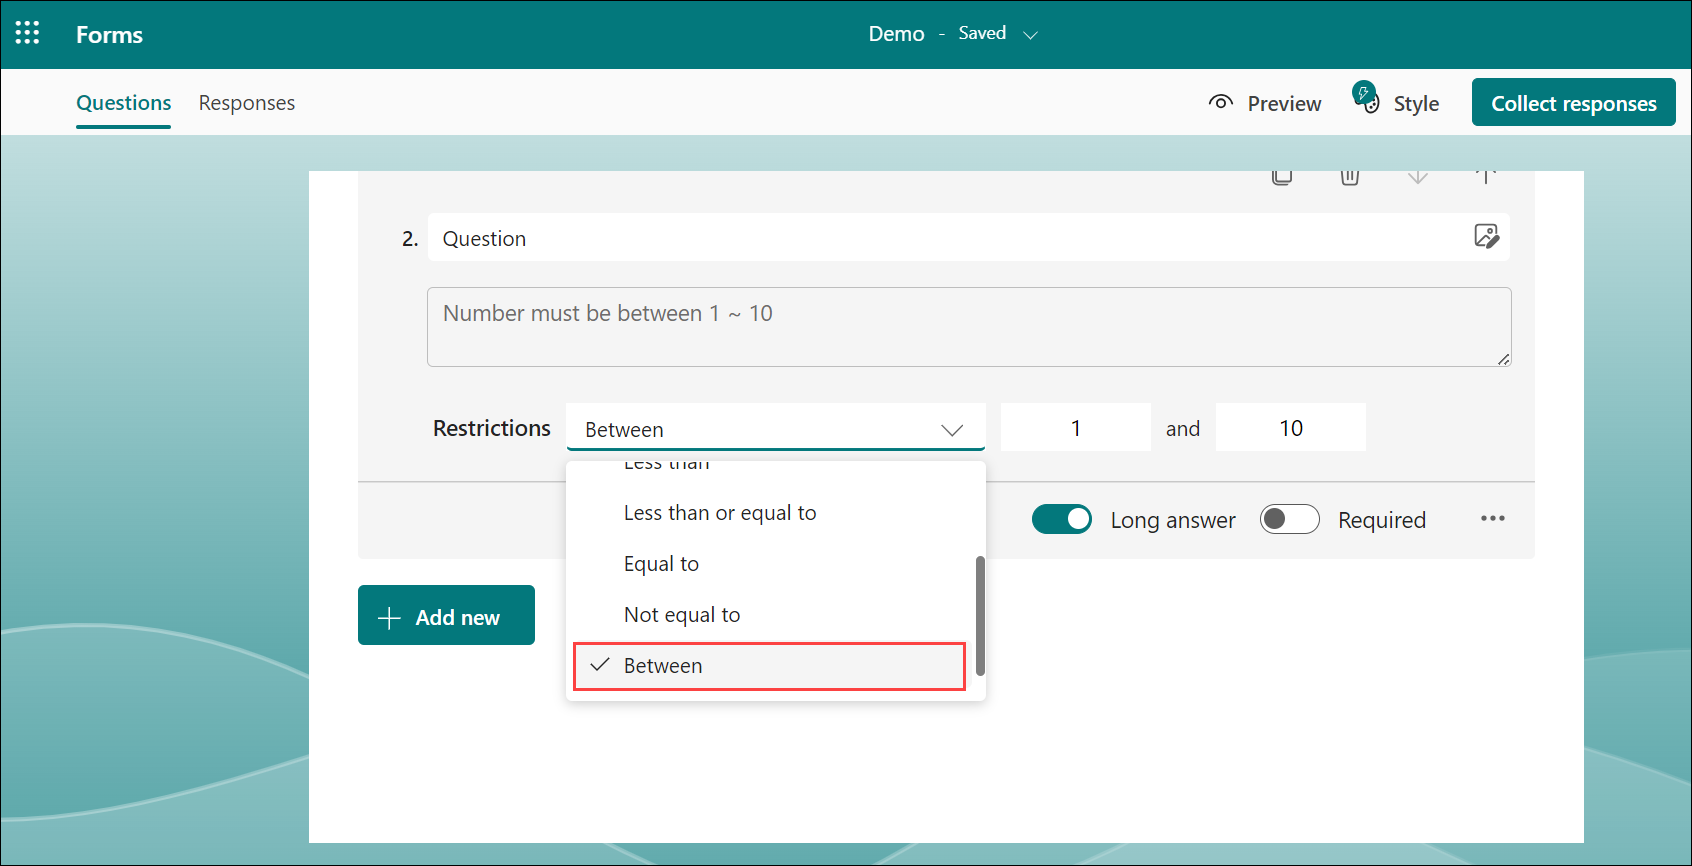 Forms
Demo - Saved
Questions Responses
Preview Style Collect responses
2. Question
Number must be between 1 ~ 10
Restrictions Between 1 and 10
Less than
Less than or equal to
Long answer Required
Equal to
Not equal to
Add new
Between